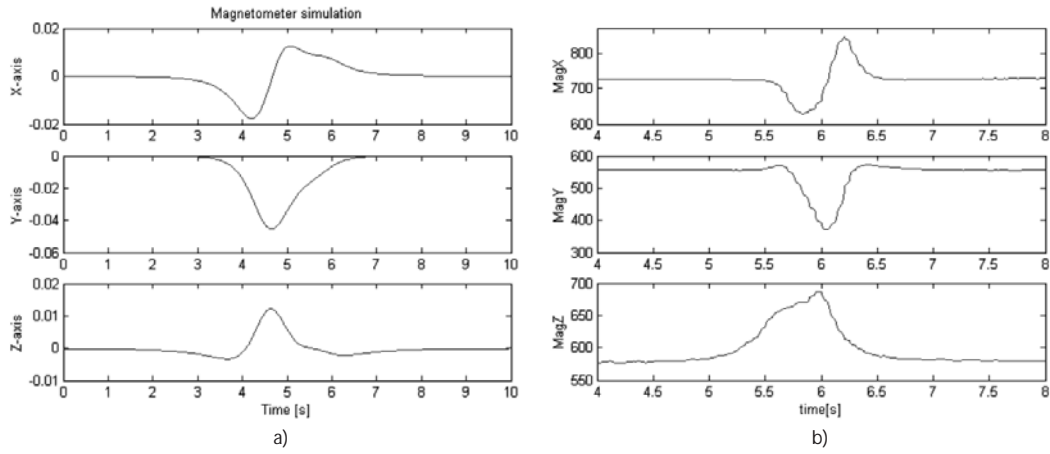 Magnetometer simulation
X-axis
0.02
0
-0.02
0 1 2 3 4 5 6 7 8 9 10
Y-axis
0
-0.02
-0.04
-0.06
0 1 2 3 4 5 6 7 8 9 10
Z-axis
0.02
0.01
0
-0.01
0 1 2 3 4 5 6 7 8 9 10
Time [s]
a)
MagX
800
700
600
4 4.5 5 5.5 6 6.5 7 7.5 8
MagY
600
500
400
300
4 4.5 5 5.5 6 6.5 7 7.5 8
MagZ
700
650
600
550
4 4.5 5 5.5 6 6.5 7 7.5 8
time[s]
b)